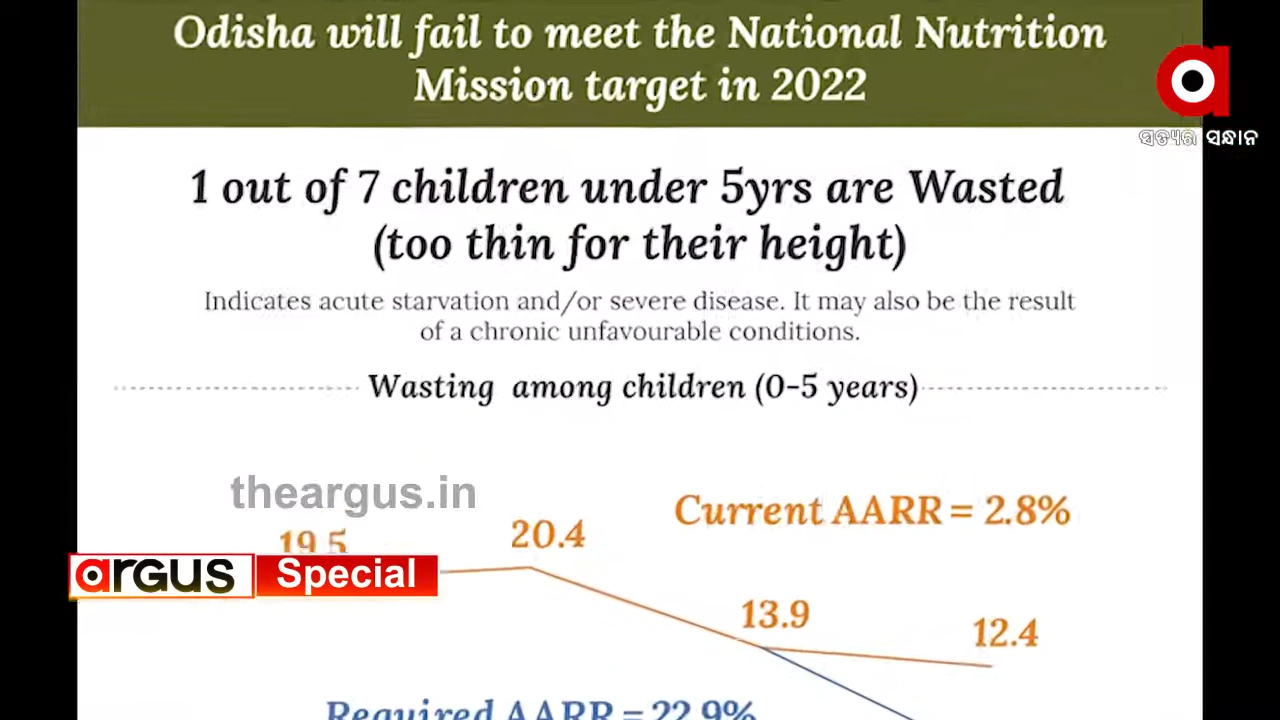 Odisha will fail to meet the National Nutrition
Mission target in 2022
ସତ୍ୟର ସନ୍ଧାନ
1 out of 7 children under 5yrs are Wasted
(too thin for their height)
Indicates acute starvation and/or severe disease. It may also be the result
of a chronic unfavourable conditions.
Wasting among children (0-5 years)
theargus.in
Current AARR = 2.8%
19.5
20.4
argus Special
13.9
12.4
Required AARR = 22.9%